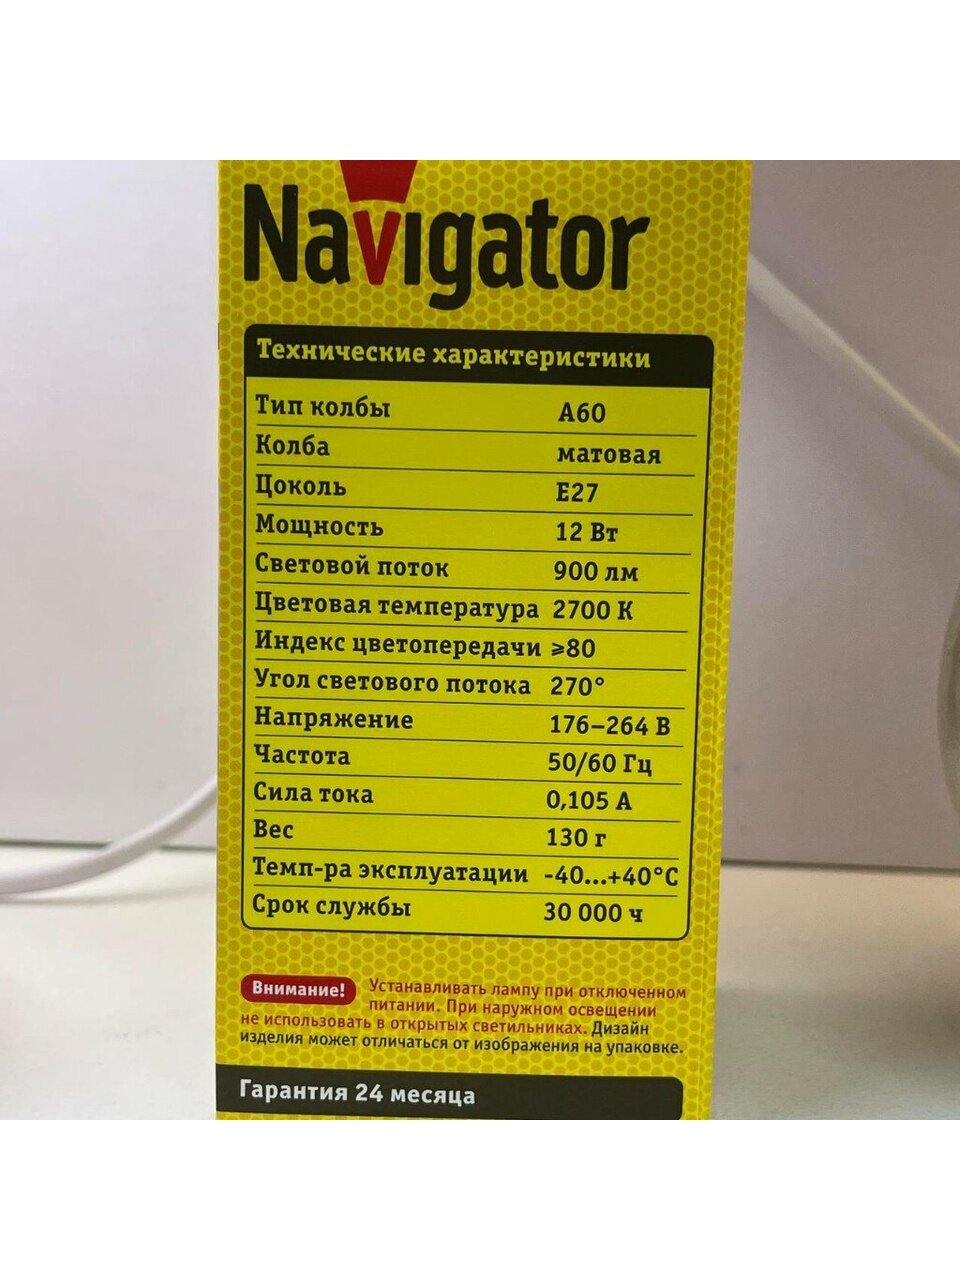 Navigator
Технические характеристики
Тип колбы А60
Колба матовая
Цоколь E27
Мощность 12 Вт
Световой поток 900 лм
Цветовая температура 2700 К
Индекс цветопередачи ≥80
Угол светового потока 270°
Напряжение 176–264 В
Частота 50/60 Гц
Сила тока 0,105 А
Вес 130 г
Темп-ра эксплуатации -40...+40°С
Срок службы 30 000 ч
Внимание! Устанавливать лампу при отключенном
питании. При наружном освещении
не использовать в открытых светильниках. Дизайн
изделия может отличаться от изображения на упаковке.
Гарантия 24 месяца